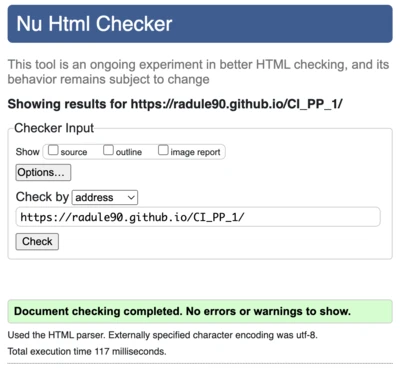 Nu Html Checker
This tool is an ongoing experiment in better HTML checking, and its
behavior remains subject to change
Showing results for https://radule90.github.io/CI_PP_1/
Checker Input
Show source outline image report
Options...
Check by address
https://radule90.github.io/CI_PP_1/
Check
Document checking completed. No errors or warnings to show.
Used the HTML parser. Externally specified character encoding was utf-8.
Total execution time 117 milliseconds.